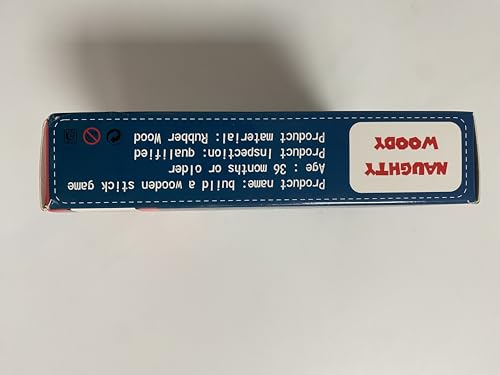 NAUGHTY
WOODY
Product name: build a wooden stick game
Age : 36 months or older
Product Inspection: qualified
Product material: Rubber Wood